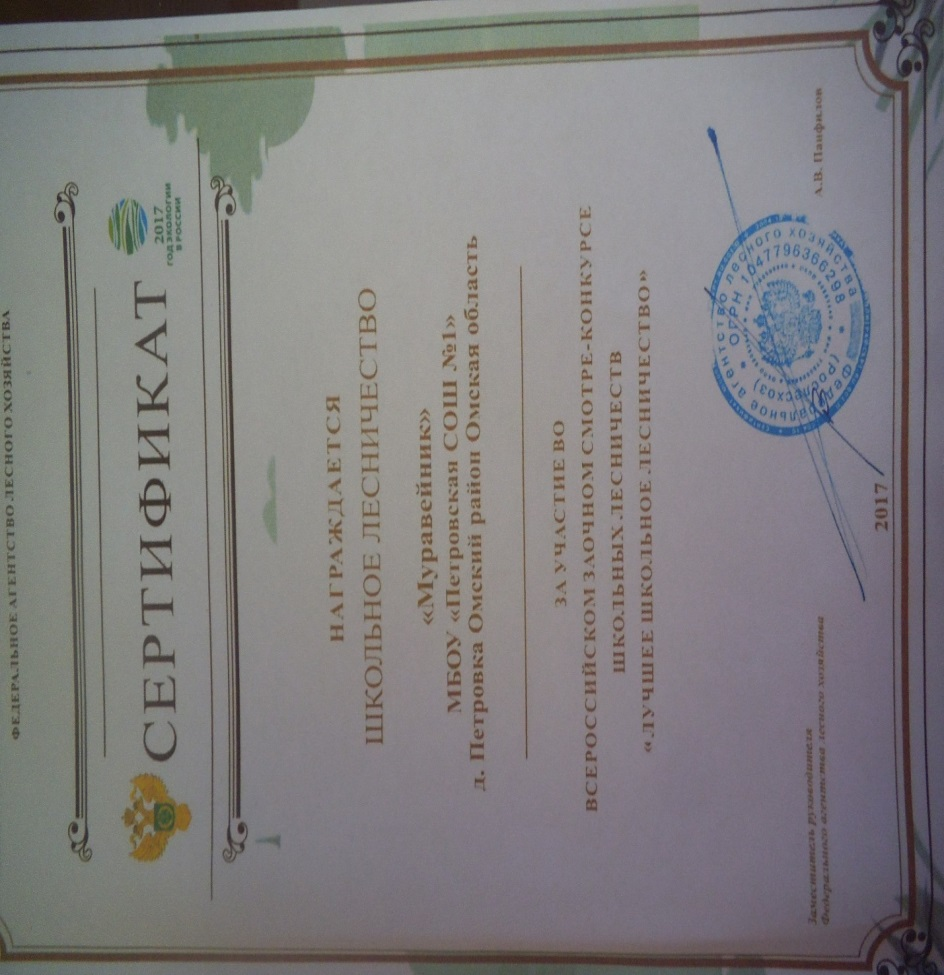 ФЕДЕРАЛЬНОЕ АГЕНТСТВО ЛЕСНОГО ХОЗЯЙСТВА
СЕРТИФИКАТ
2017
ГОД ЭКОЛОГИИ
В РОССИИ
НАГРАЖДАЕТСЯ
ШКОЛЬНОЕ ЛЕСНИЧЕСТВО
«Муравейник»
МБОУ «Петровская СОШ №1»
д. Петровка Омский район Омская область
ЗА УЧАСТИЕ ВО
ВСЕРОССИЙСКОМ ЗАОЧНОМ СМОТРЕ-КОНКУРСЕ
ШКОЛЬНЫХ ЛЕСНИЧЕСТВ
«ЛУЧШЕЕ ШКОЛЬНОЕ ЛЕСНИЧЕСТВО»
Заместитель руководителя
Федерального агентства лесного хозяйства
А.В. Панфилов
Федеральное агентство лесного хозяйства
(Рослесхоз)
ОГРН 1047796366298
2017